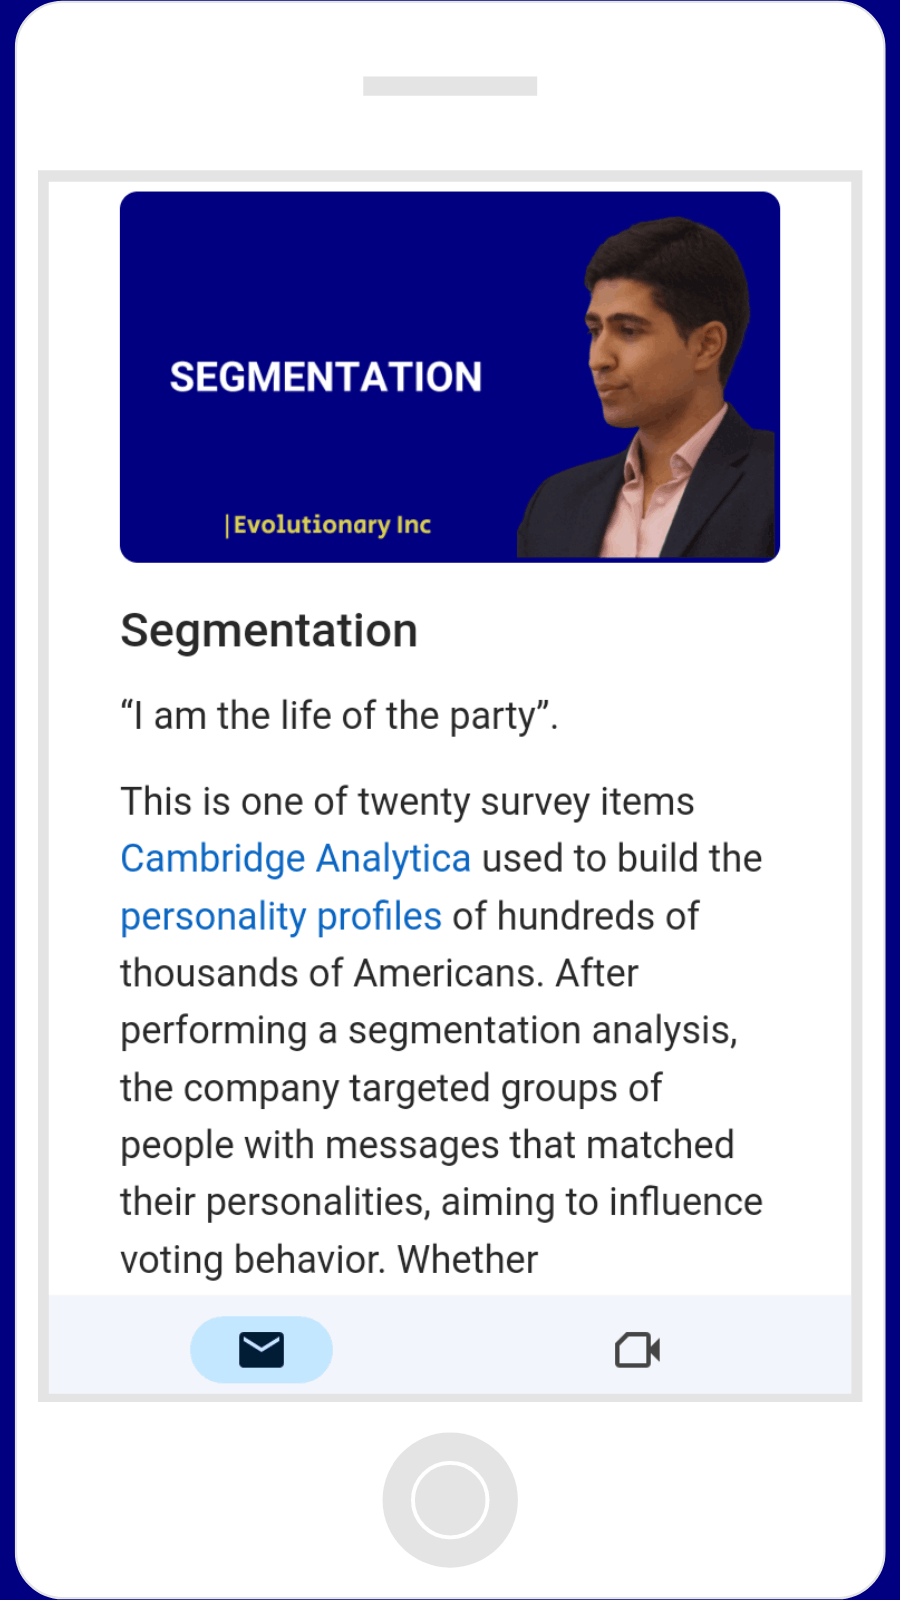 SEGMENTATION
|Evolutionary Inc
Segmentation
“I am the life of the party”.
This is one of twenty survey items
Cambridge Analytica used to build the
personality profiles of hundreds of
thousands of Americans. After
performing a segmentation analysis,
the company targeted groups of
people with messages that matched
their personalities, aiming to influence
voting behavior. Whether